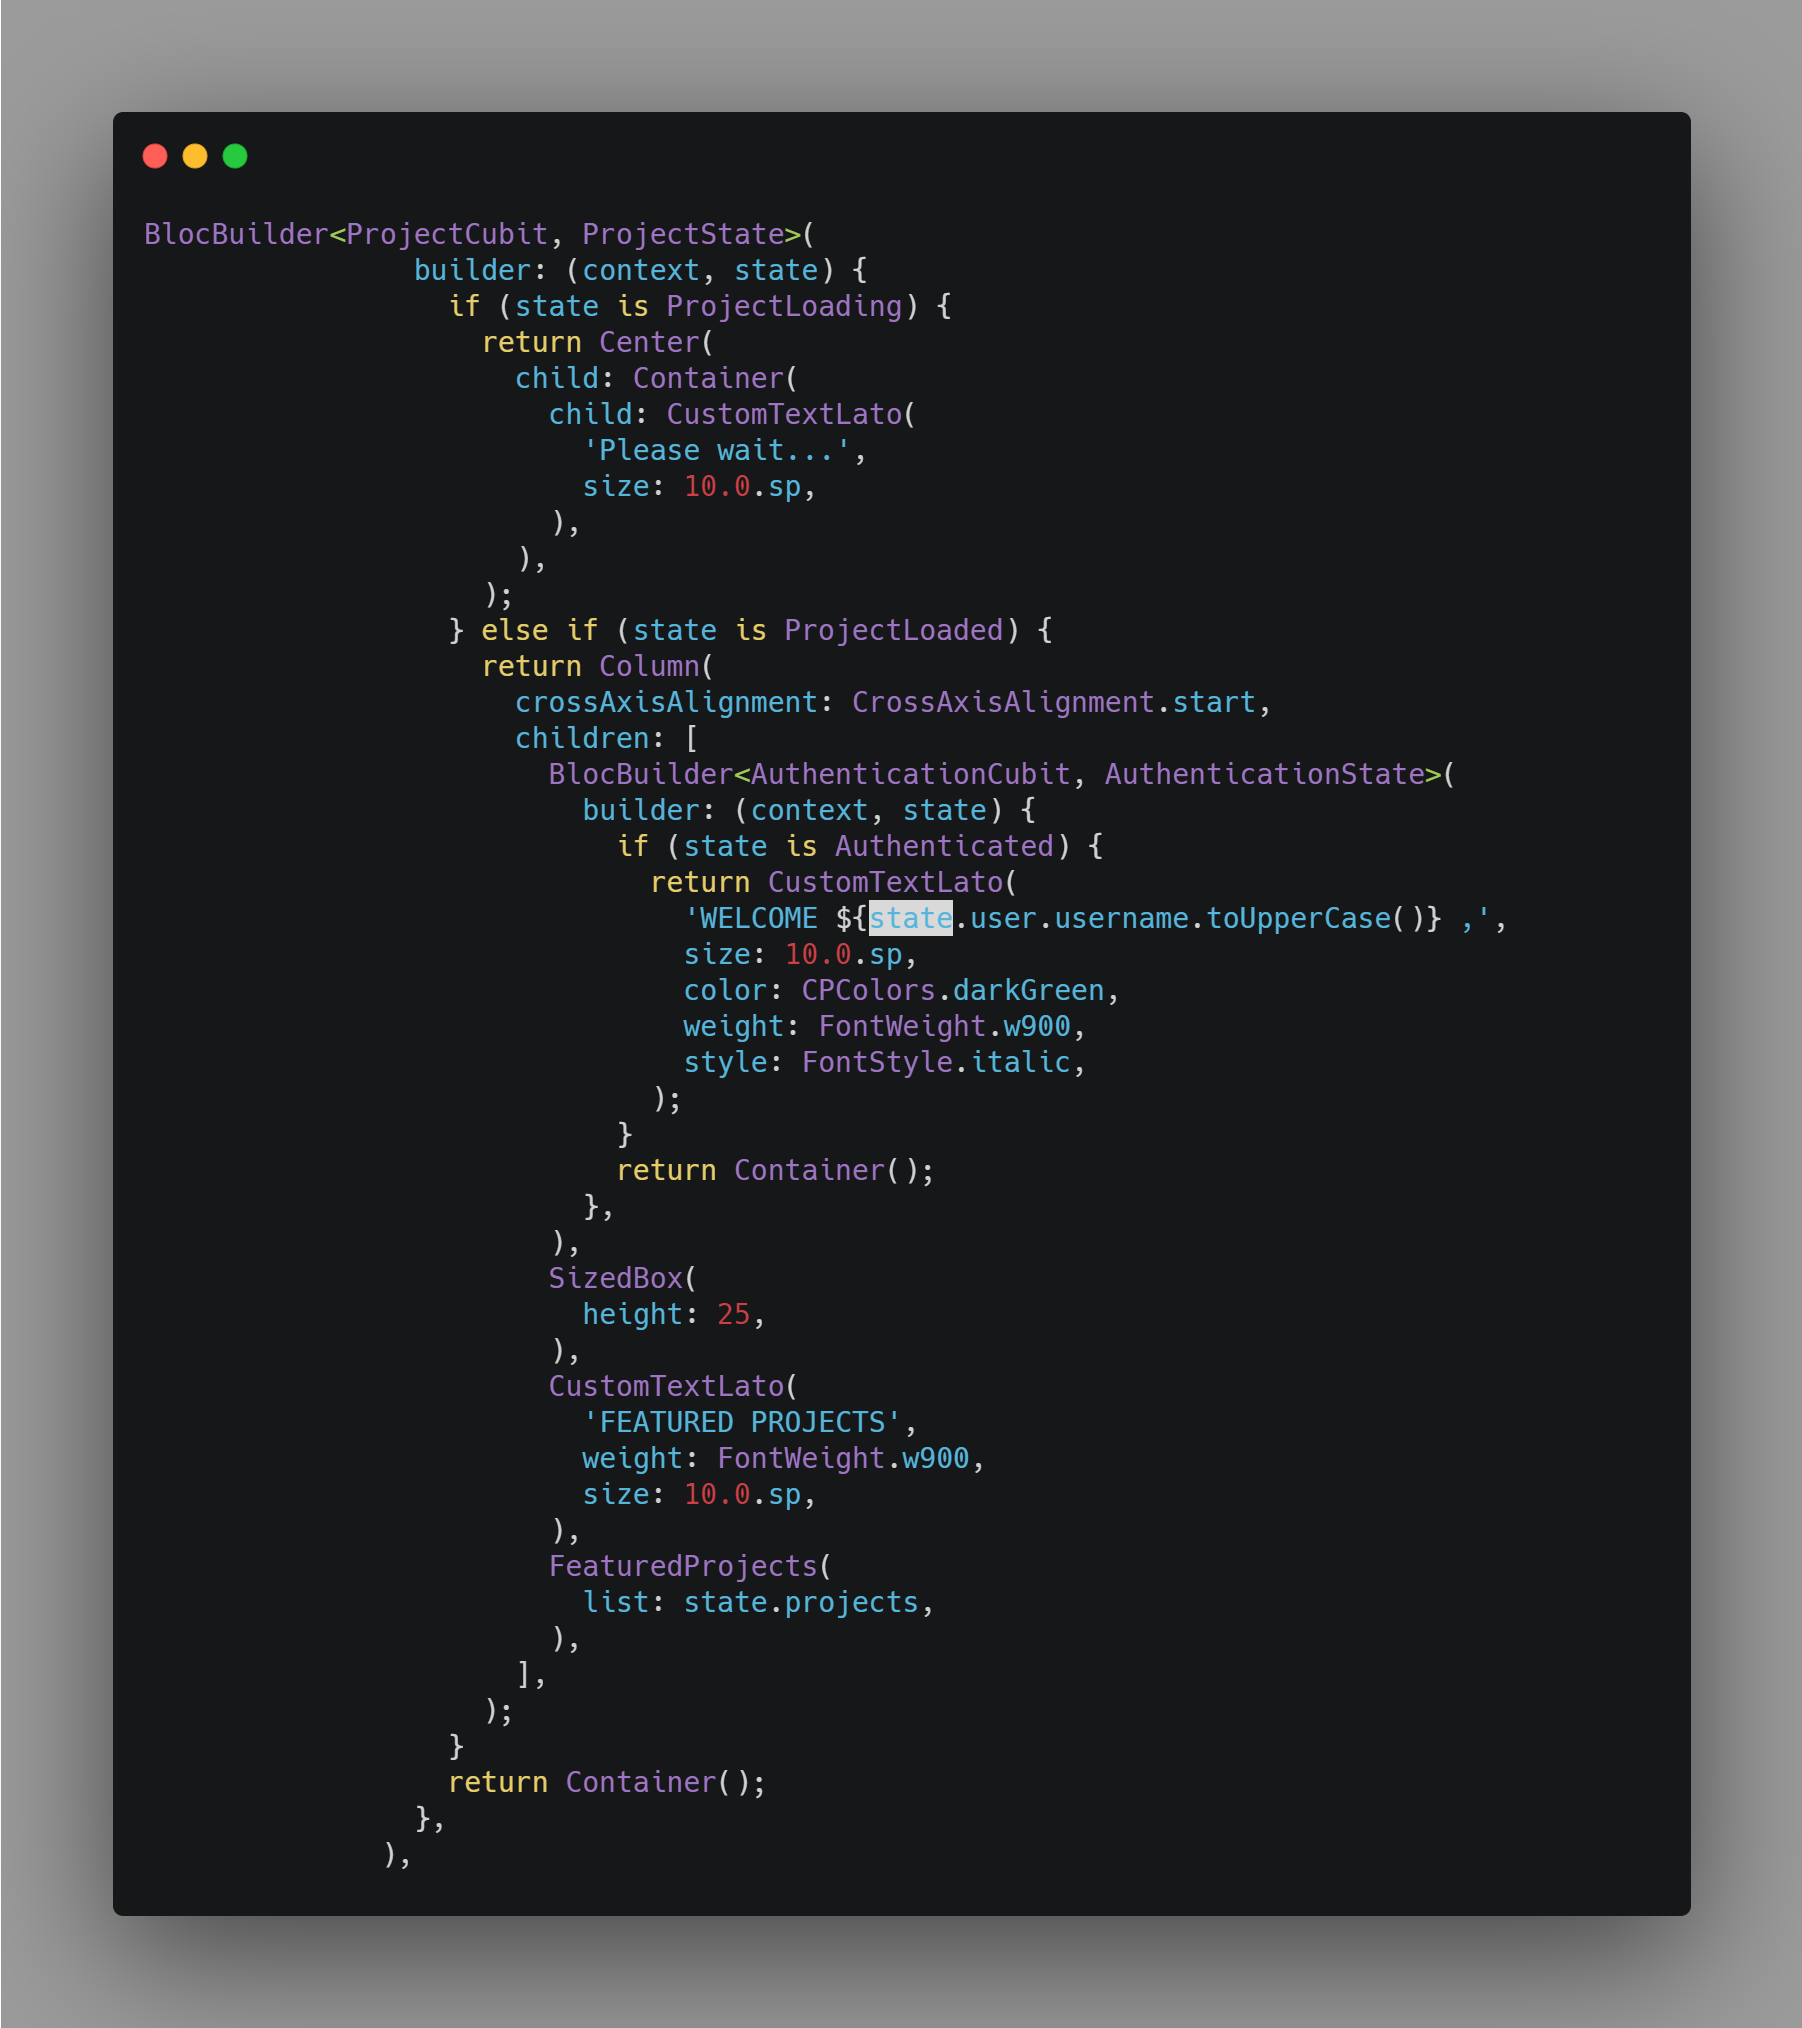 BlocBuilder<ProjectCubit, ProjectState>(
                builder: (context, state) {
                  if (state is ProjectLoading) {
                    return Center(
                      child: Container(
                        child: CustomTextLato(
                          'Please wait...',
                          size: 10.0.sp,
                        ),
                      ),
                    );
                  } else if (state is ProjectLoaded) {
                    return Column(
                      crossAxisAlignment: CrossAxisAlignment.start,
                      children: [
                        BlocBuilder<AuthenticationCubit, AuthenticationState>(
                          builder: (context, state) {
                            if (state is Authenticated) {
                              return CustomTextLato(
                                'WELCOME ${state.user.username.toUpperCase()} ,',
                                size: 10.0.sp,
                                color: CPColors.darkGreen,
                                weight: FontWeight.w900,
                                style: FontStyle.italic,
                              );
                            }
                            return Container();
                          },
                        ),
                        SizedBox(
                          height: 25,
                        ),
                        CustomTextLato(
                          'FEATURED PROJECTS',
                          weight: FontWeight.w900,
                          size: 10.0.sp,
                        ),
                        FeaturedProjects(
                          list: state.projects,
                        ),
                      ],
                    );
                  }
                  return Container();
                },
              ),